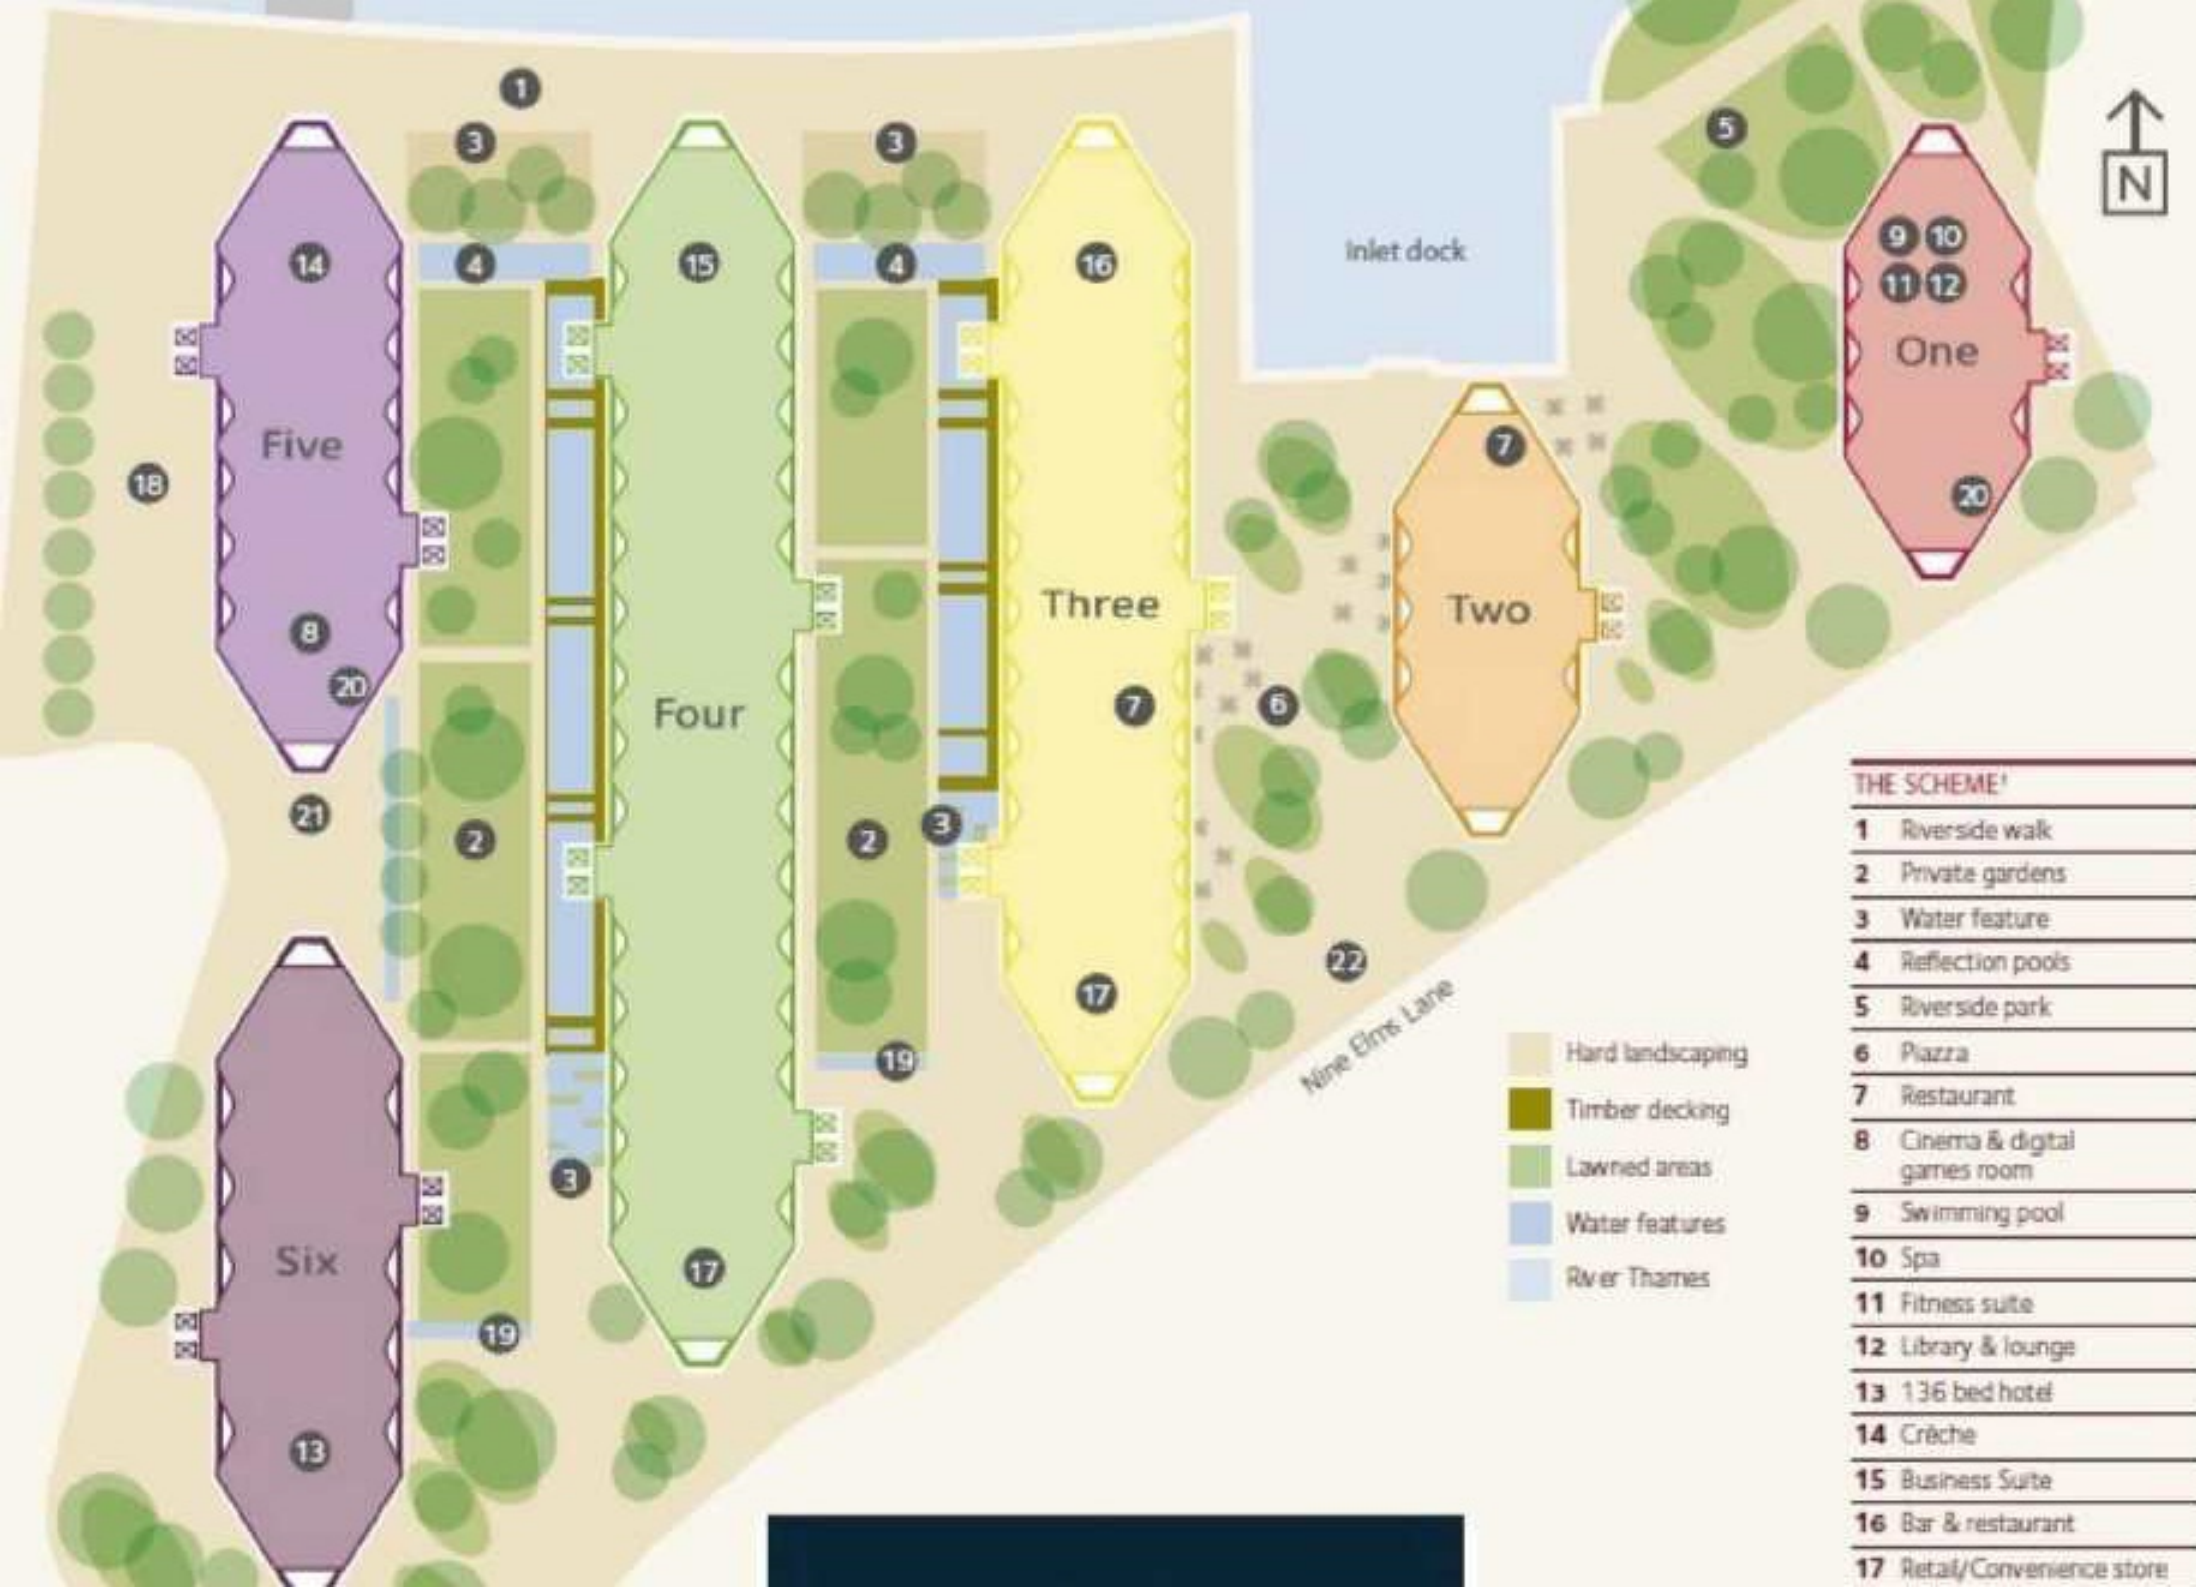 1
3
3
5
N
14
4
15
4
16
Inlet dock
9 10
11 12
One
Five
7
18
20
Three
Two
8
20
Four
7
6
21
2
2
3
22
17
Nine Elms Lane
19
3
Six
17
19
13
Hard landscaping
Timber decking
Lawned areas
Water features
River Thames
THE SCHEME†
1 Riverside walk
2 Private gardens
3 Water feature
4 Reflection pools
5 Riverside park
6 Piazza
7 Restaurant
8 Cinema & digital
games room
9 Swimming pool
10 Spa
11 Fitness suite
12 Library & lounge
13 136 bed hotel
14 Crèche
15 Business Suite
16 Bar & restaurant
17 Retail/Convenience store